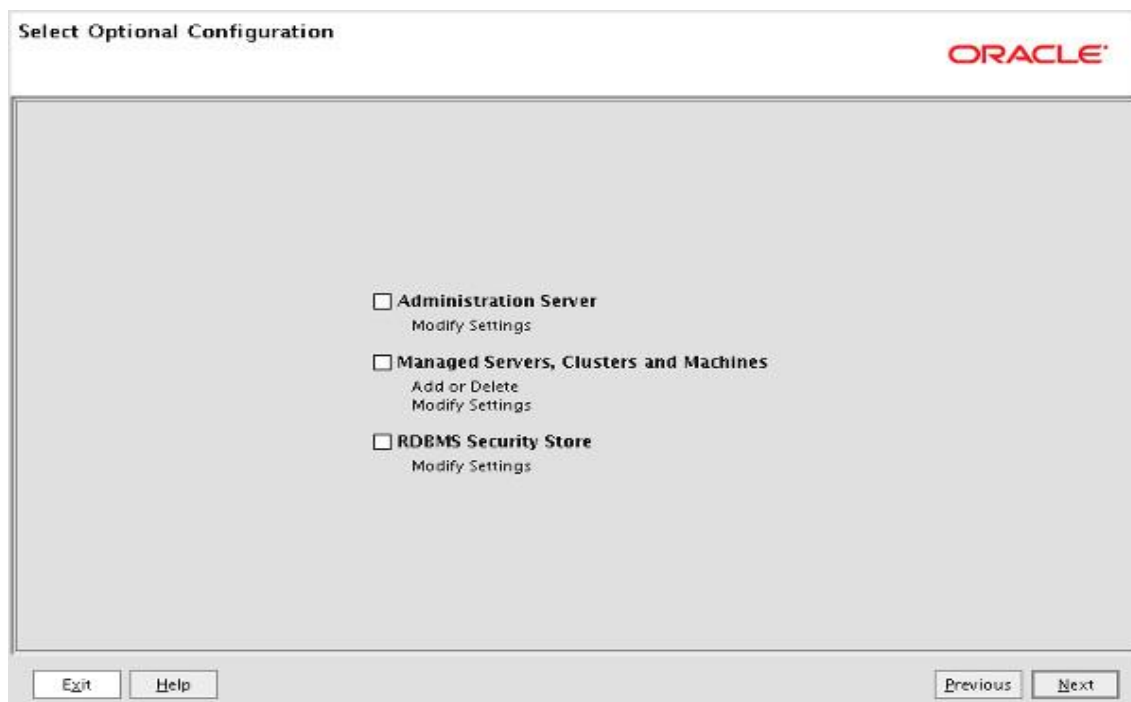 Select Optional Configuration
ORACLE
Administration Server
Modify Settings
Managed Servers, Clusters and Machines
Add or Delete
Modify Settings
RDBMS Security Store
Modify Settings
Exit
Help
Previous
Next